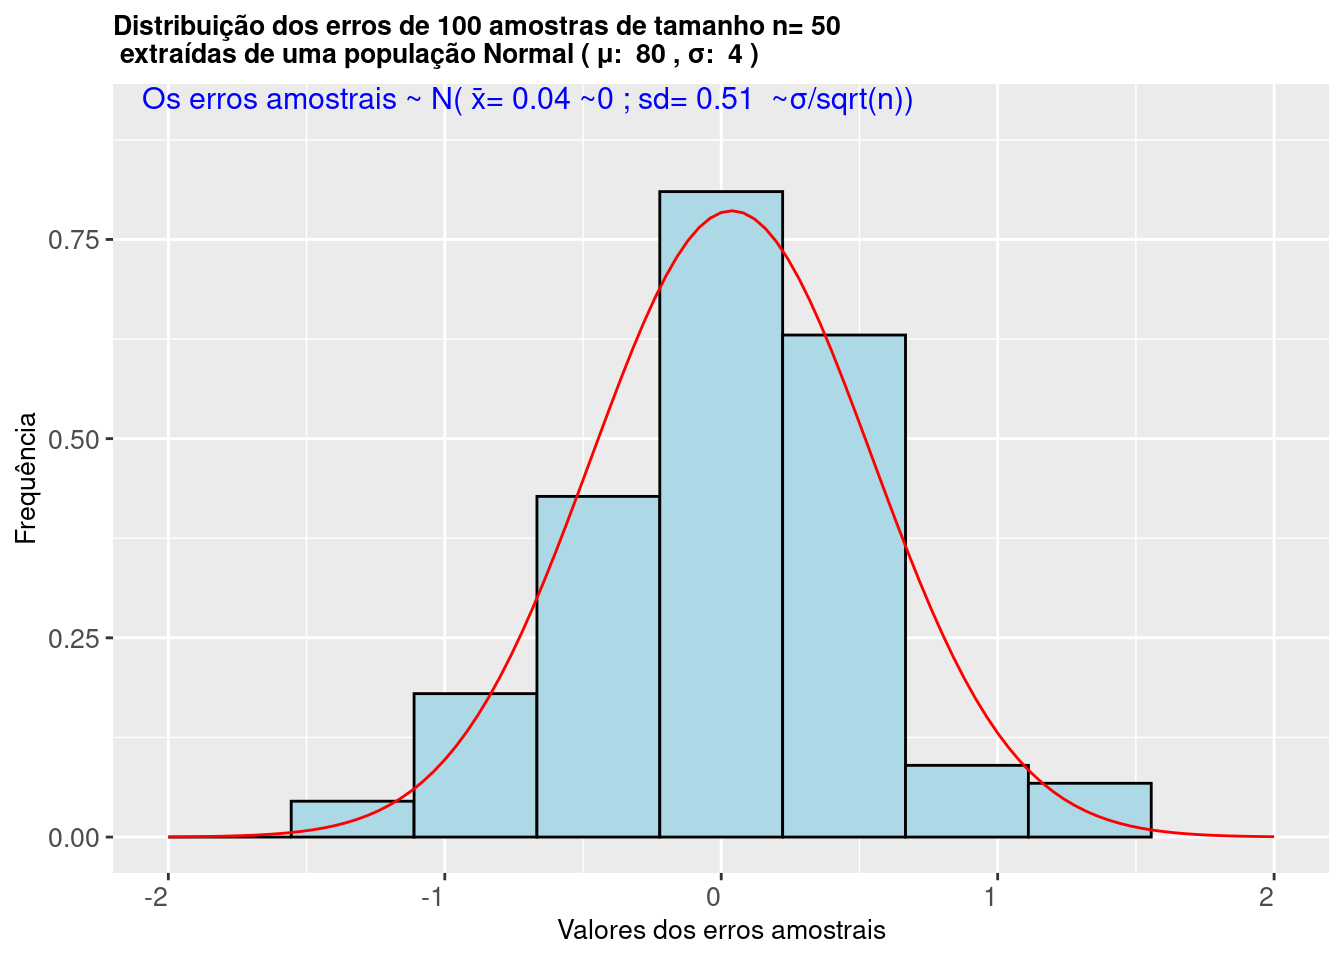 Distribuição dos erros de 100 amostras de tamanho n= 50
extraídas de uma população Normal ( μ:  80 , σ:  4 )
Os erros amostrais ~ N( x̄= 0.04 ~0 ; sd= 0.51  ~σ/sqrt(n))
Frequência
0.75
0.50
0.25
0.00
-2
-1
0
1
2
Valores dos erros amostrais